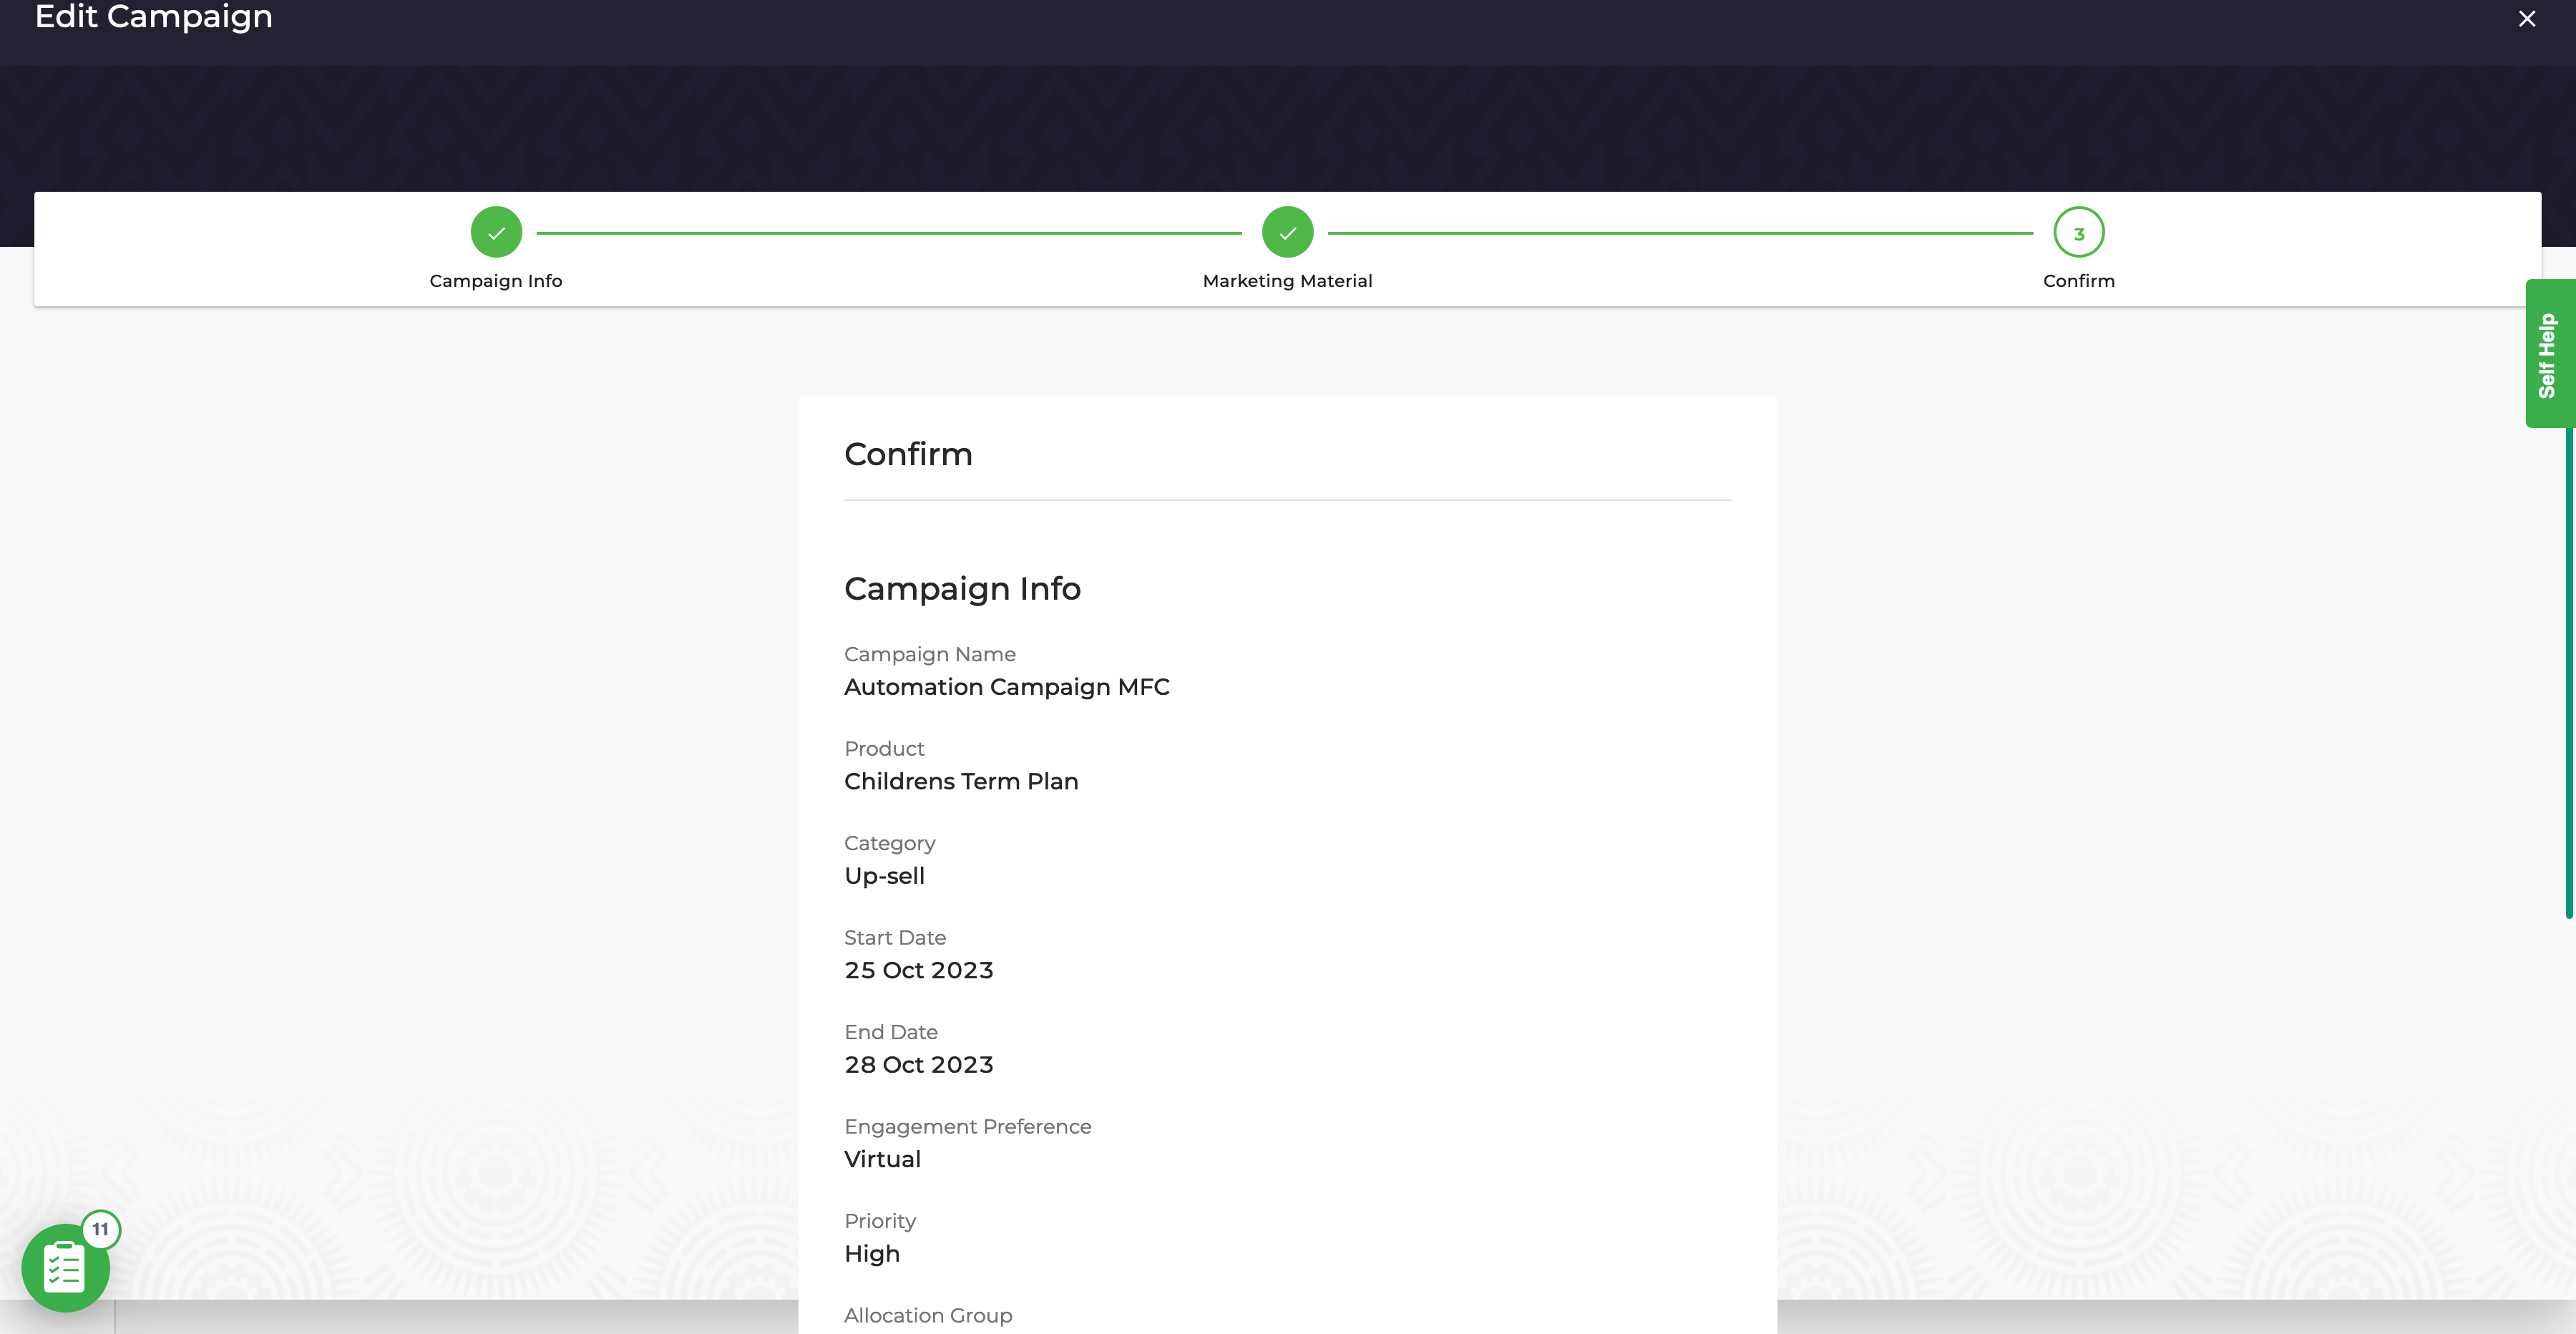 Edit Campaign
Campaign Info
Marketing Material
3
Confirm
Self Help
Confirm
Campaign Info
Campaign Name
Automation Campaign MFC
Product
Childrens Term Plan
Category
Up-sell
Start Date
25 Oct 2023
End Date
28 Oct 2023
Engagement Preference
Virtual
Priority
High
11
Allocation Group